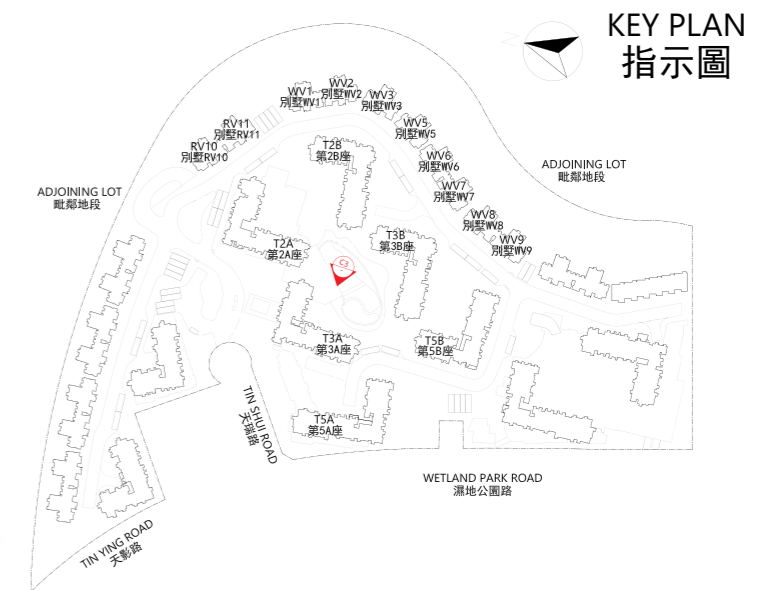 KEY PLAN
指示圖
N
WV2
別墅WV2
WV1
別墅WV1
WV3
別墅WV3
RV11
別墅RV11
WV5
別墅WV5
RV10
別墅RV10
T2B
第2B座
WV6
別墅WV6
ADJOINING LOT
毗鄰地段
WV7
別墅WV7
ADJOINING LOT
毗鄰地段
WV8
別墅WV8
T3B
第3B座
WV9
別墅WV9
T2A
第2A座
C3
T3A
第3A座
T5B
第5B座
TIN SHUI ROAD
天瑞路
T5A
第5A座
WETLAND PARK ROAD
濕地公園路
TIN YING ROAD
天影路